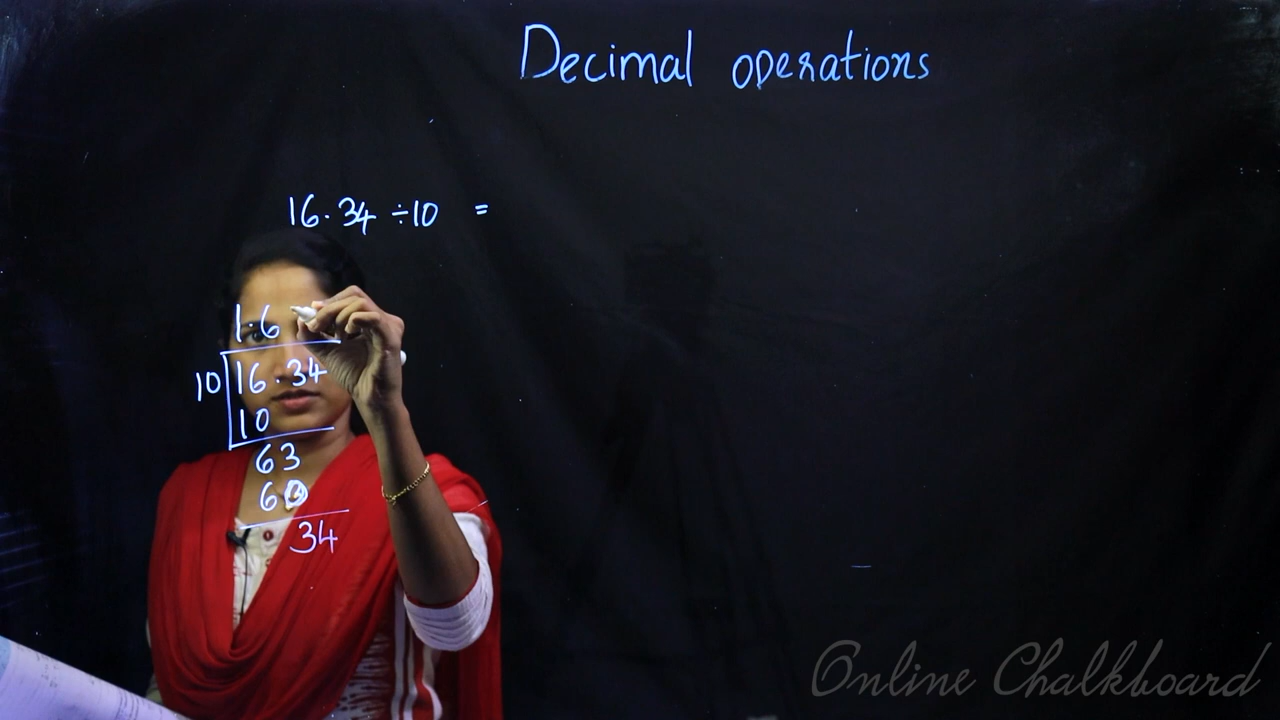 Decimal operations
16.34 ÷10 =
1.6
10 16.34
10
63
60
34
Online Chalkboard